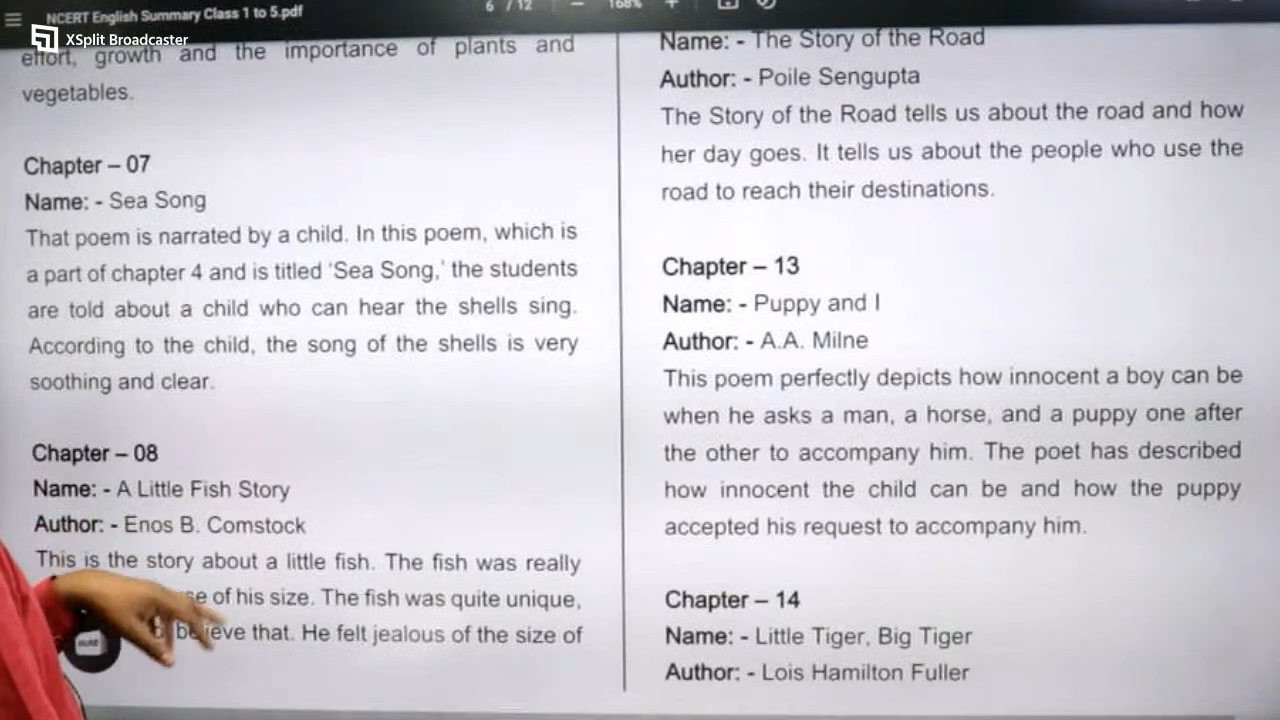 NCERT English Summary Class 1 to 5.pdf
6 / 12
168%
XSplit Broadcaster
effort, growth and the importance of plants and
vegetables.
Chapter – 07
Name: - Sea Song
That poem is narrated by a child. In this poem, which is
a part of chapter 4 and is titled ‘Sea Song,’ the students
are told about a child who can hear the shells sing.
According to the child, the song of the shells is very
soothing and clear.
Chapter – 08
Name: - A Little Fish Story
Author: - Enos B. Comstock
This is the story about a little fish. The fish was really
of his size. The fish was quite unique,
believe that. He felt jealous of the size of
Name: - The Story of the Road
Author: - Poile Sengupta
The Story of the Road tells us about the road and how
her day goes. It tells us about the people who use the
road to reach their destinations.
Chapter – 13
Name: - Puppy and I
Author: - A.A. Milne
This poem perfectly depicts how innocent a boy can be
when he asks a man, a horse, and a puppy one after
the other to accompany him. The poet has described
how innocent the child can be and how the puppy
accepted his request to accompany him.
Chapter – 14
Name: - Little Tiger, Big Tiger
Author: - Lois Hamilton Fuller